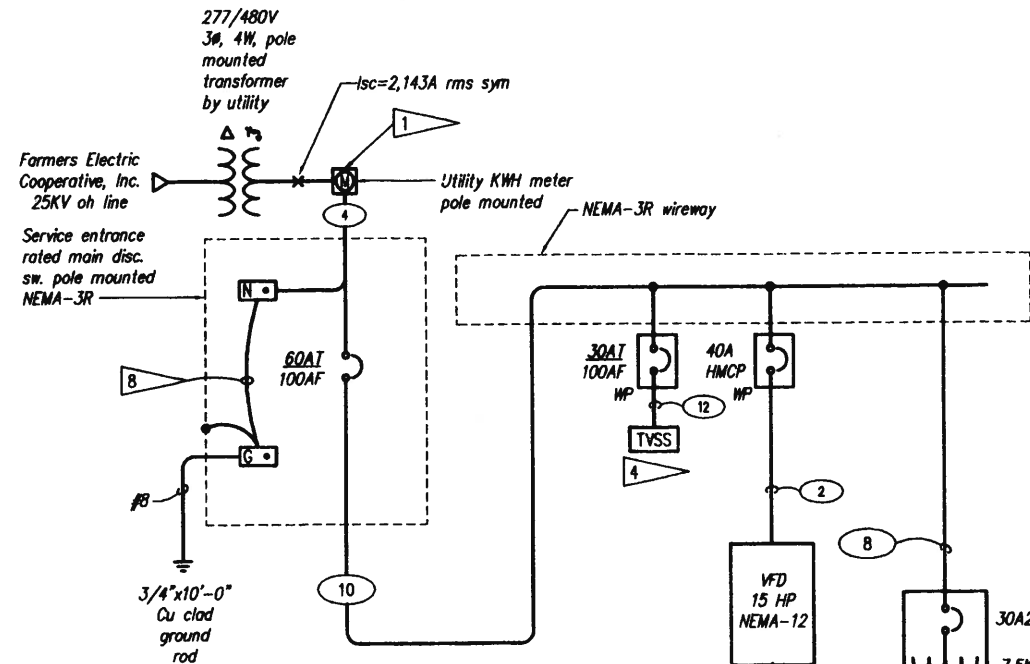 277/480V
3ø, 4W, pole
mounted
transformer
by utility
Isc=2,143A rms sym
1
Δ
Farmers Electric
Cooperative, Inc.
25KV oh line
M
Utility KWH meter
pole mounted
4
NEMA-3R wireway
Service entrance
rated main disc.
sw. pole mounted
NEMA-3R
N
60AT
100AF
30AT
100AF
WP
40A
HMCP
WP
8
12
TVSS
4
G
#8
2
8
10
3/4"x10'-0"
Cu clad
ground
rod
VFD
15 HP
NEMA-12
30A2